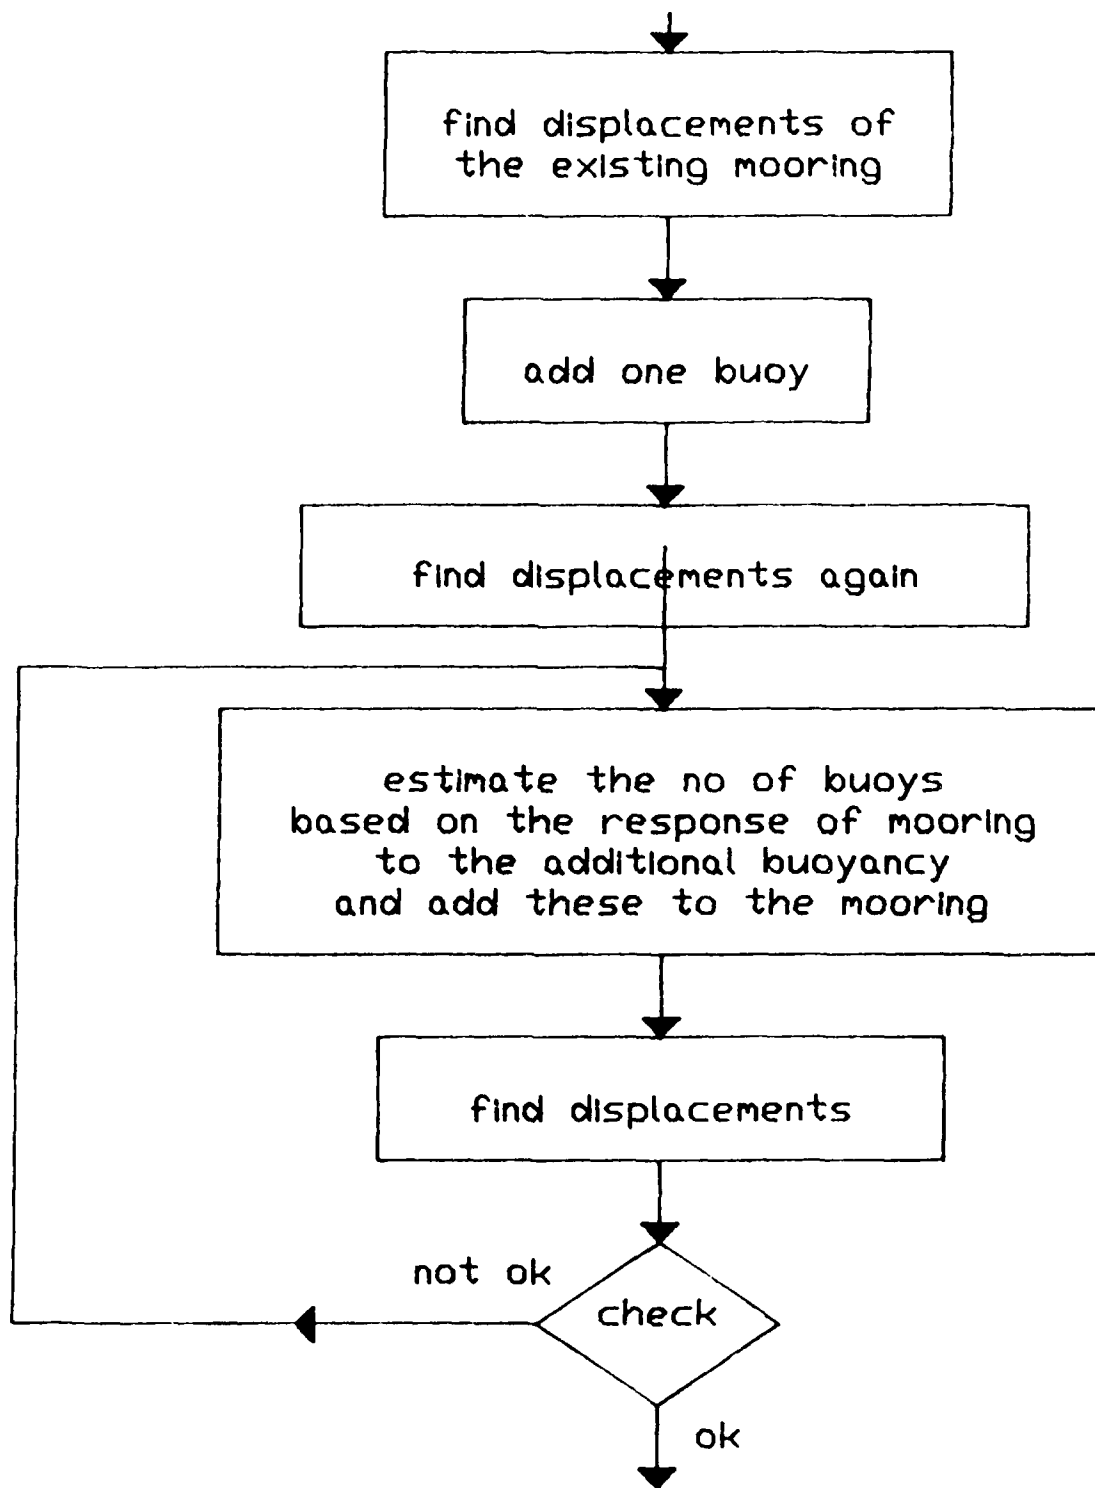 find displacements of
the existing mooring
add one buoy
find displacements again
estimate the no of buoys
based on the response of mooring
to the additional buoyancy
and add these to the mooring
find displacements
not ok
check
ok